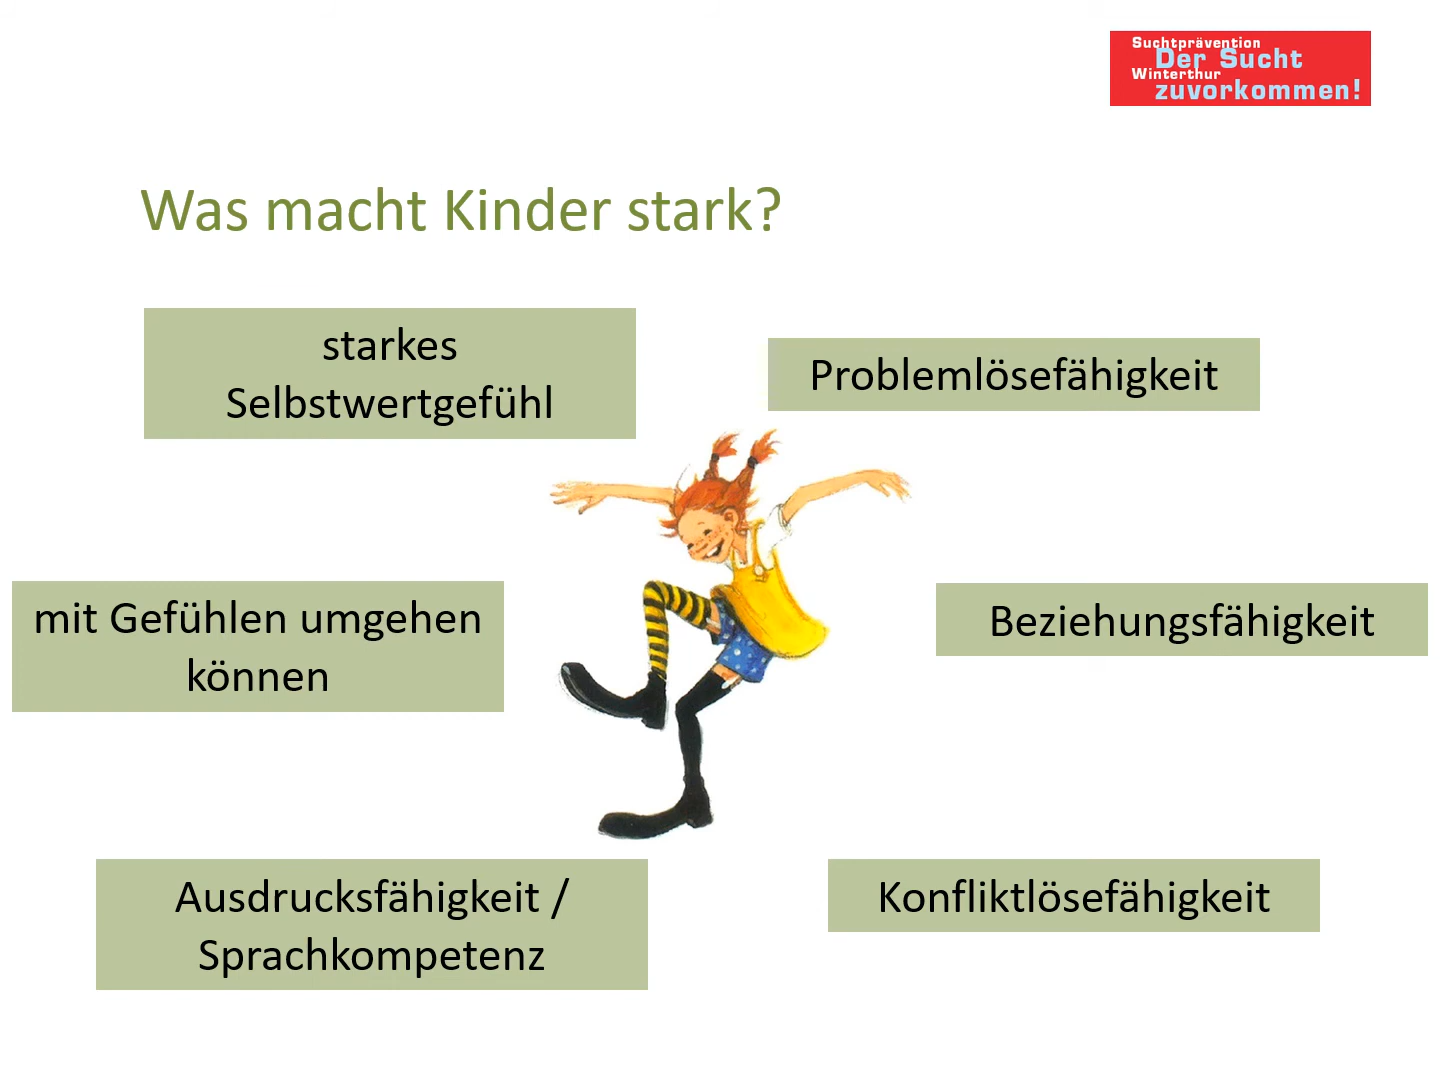 Suchtprävention
Der Sucht
Winterthur
zuvorkommen!
Was macht Kinder stark?
starkes
Selbstwertgefühl
Problemlösefähigkeit
mit Gefühlen umgehen
können
Beziehungsfähigkeit
Ausdrucksfähigkeit /
Sprachkompetenz
Konfliktlösefähigkeit